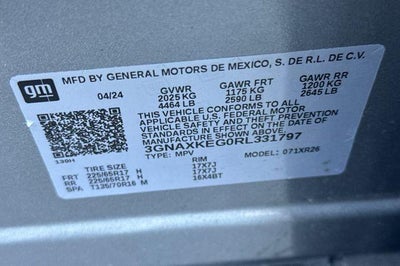 gm
MFD BY GENERAL MOTORS DE MEXICO, S. DE R.L. DE C.V.
04/24 GVWR GAWR FRT GAWR RR
2025 KG 1175 KG 1200 KG
4464 LB 2590 LB 2645 LB
THIS VEHICLE CONFORMS TO ALL
APPLICABLE U.S. FEDERAL MOTOR
VEHICLE SAFETY AND THEFT PREVENTION
STANDARDS IN EFFECT ON THE DATE OF
MANUFACTURE SHOWN ABOVE.
3GNAXKEG0RL331797
TYPE: MPV MODEL: 071XR26
TIRE SIZE RIM
FRT 225/65R17 H 17X7J
RR 225/65R17 H 17X7J
SPA T135/70R16 M 16X4BT